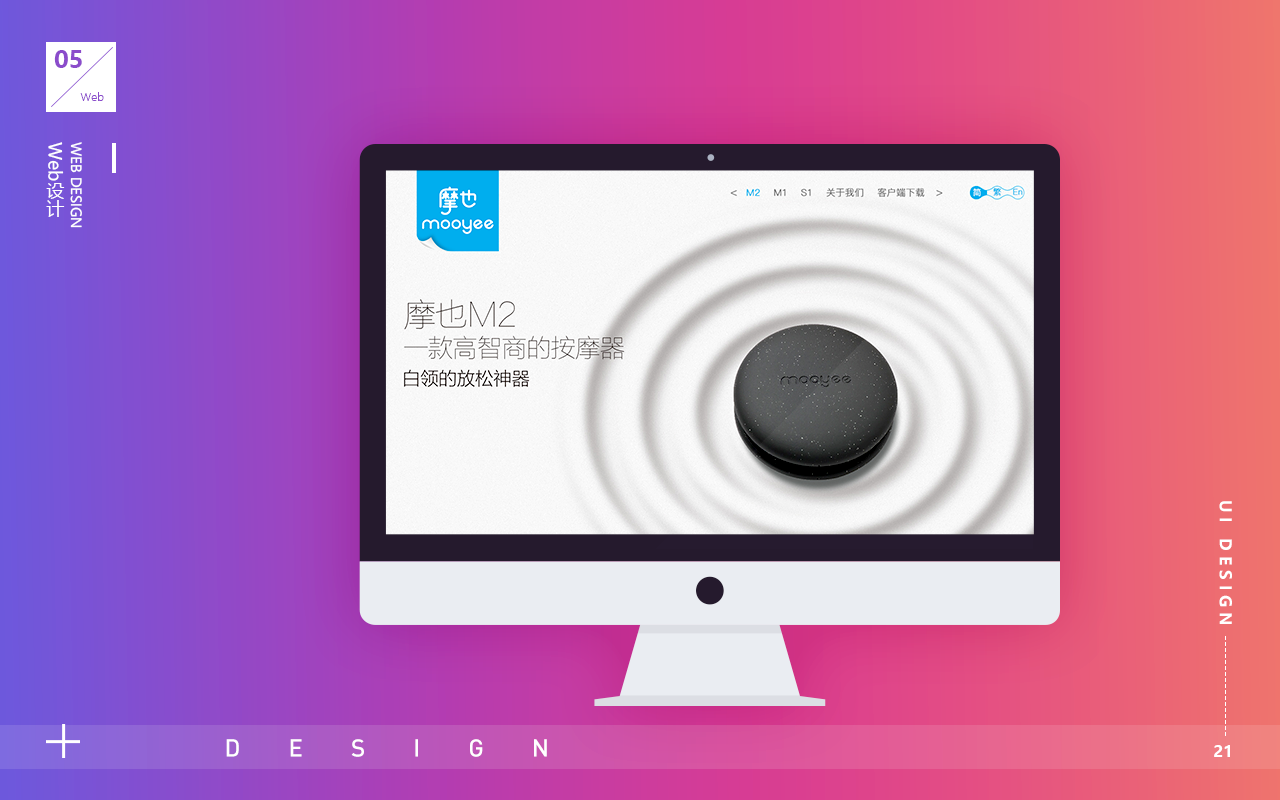 05
Web
WEB DESIGN
Web设计
摩也
mooyee
< M2 M1 S1 关于我们 客户端下载 >
简 繁 En
摩也M2
一款高智商的按摩器
白领的放松神器
mooyee
UI DESIGN
DESIGN
21